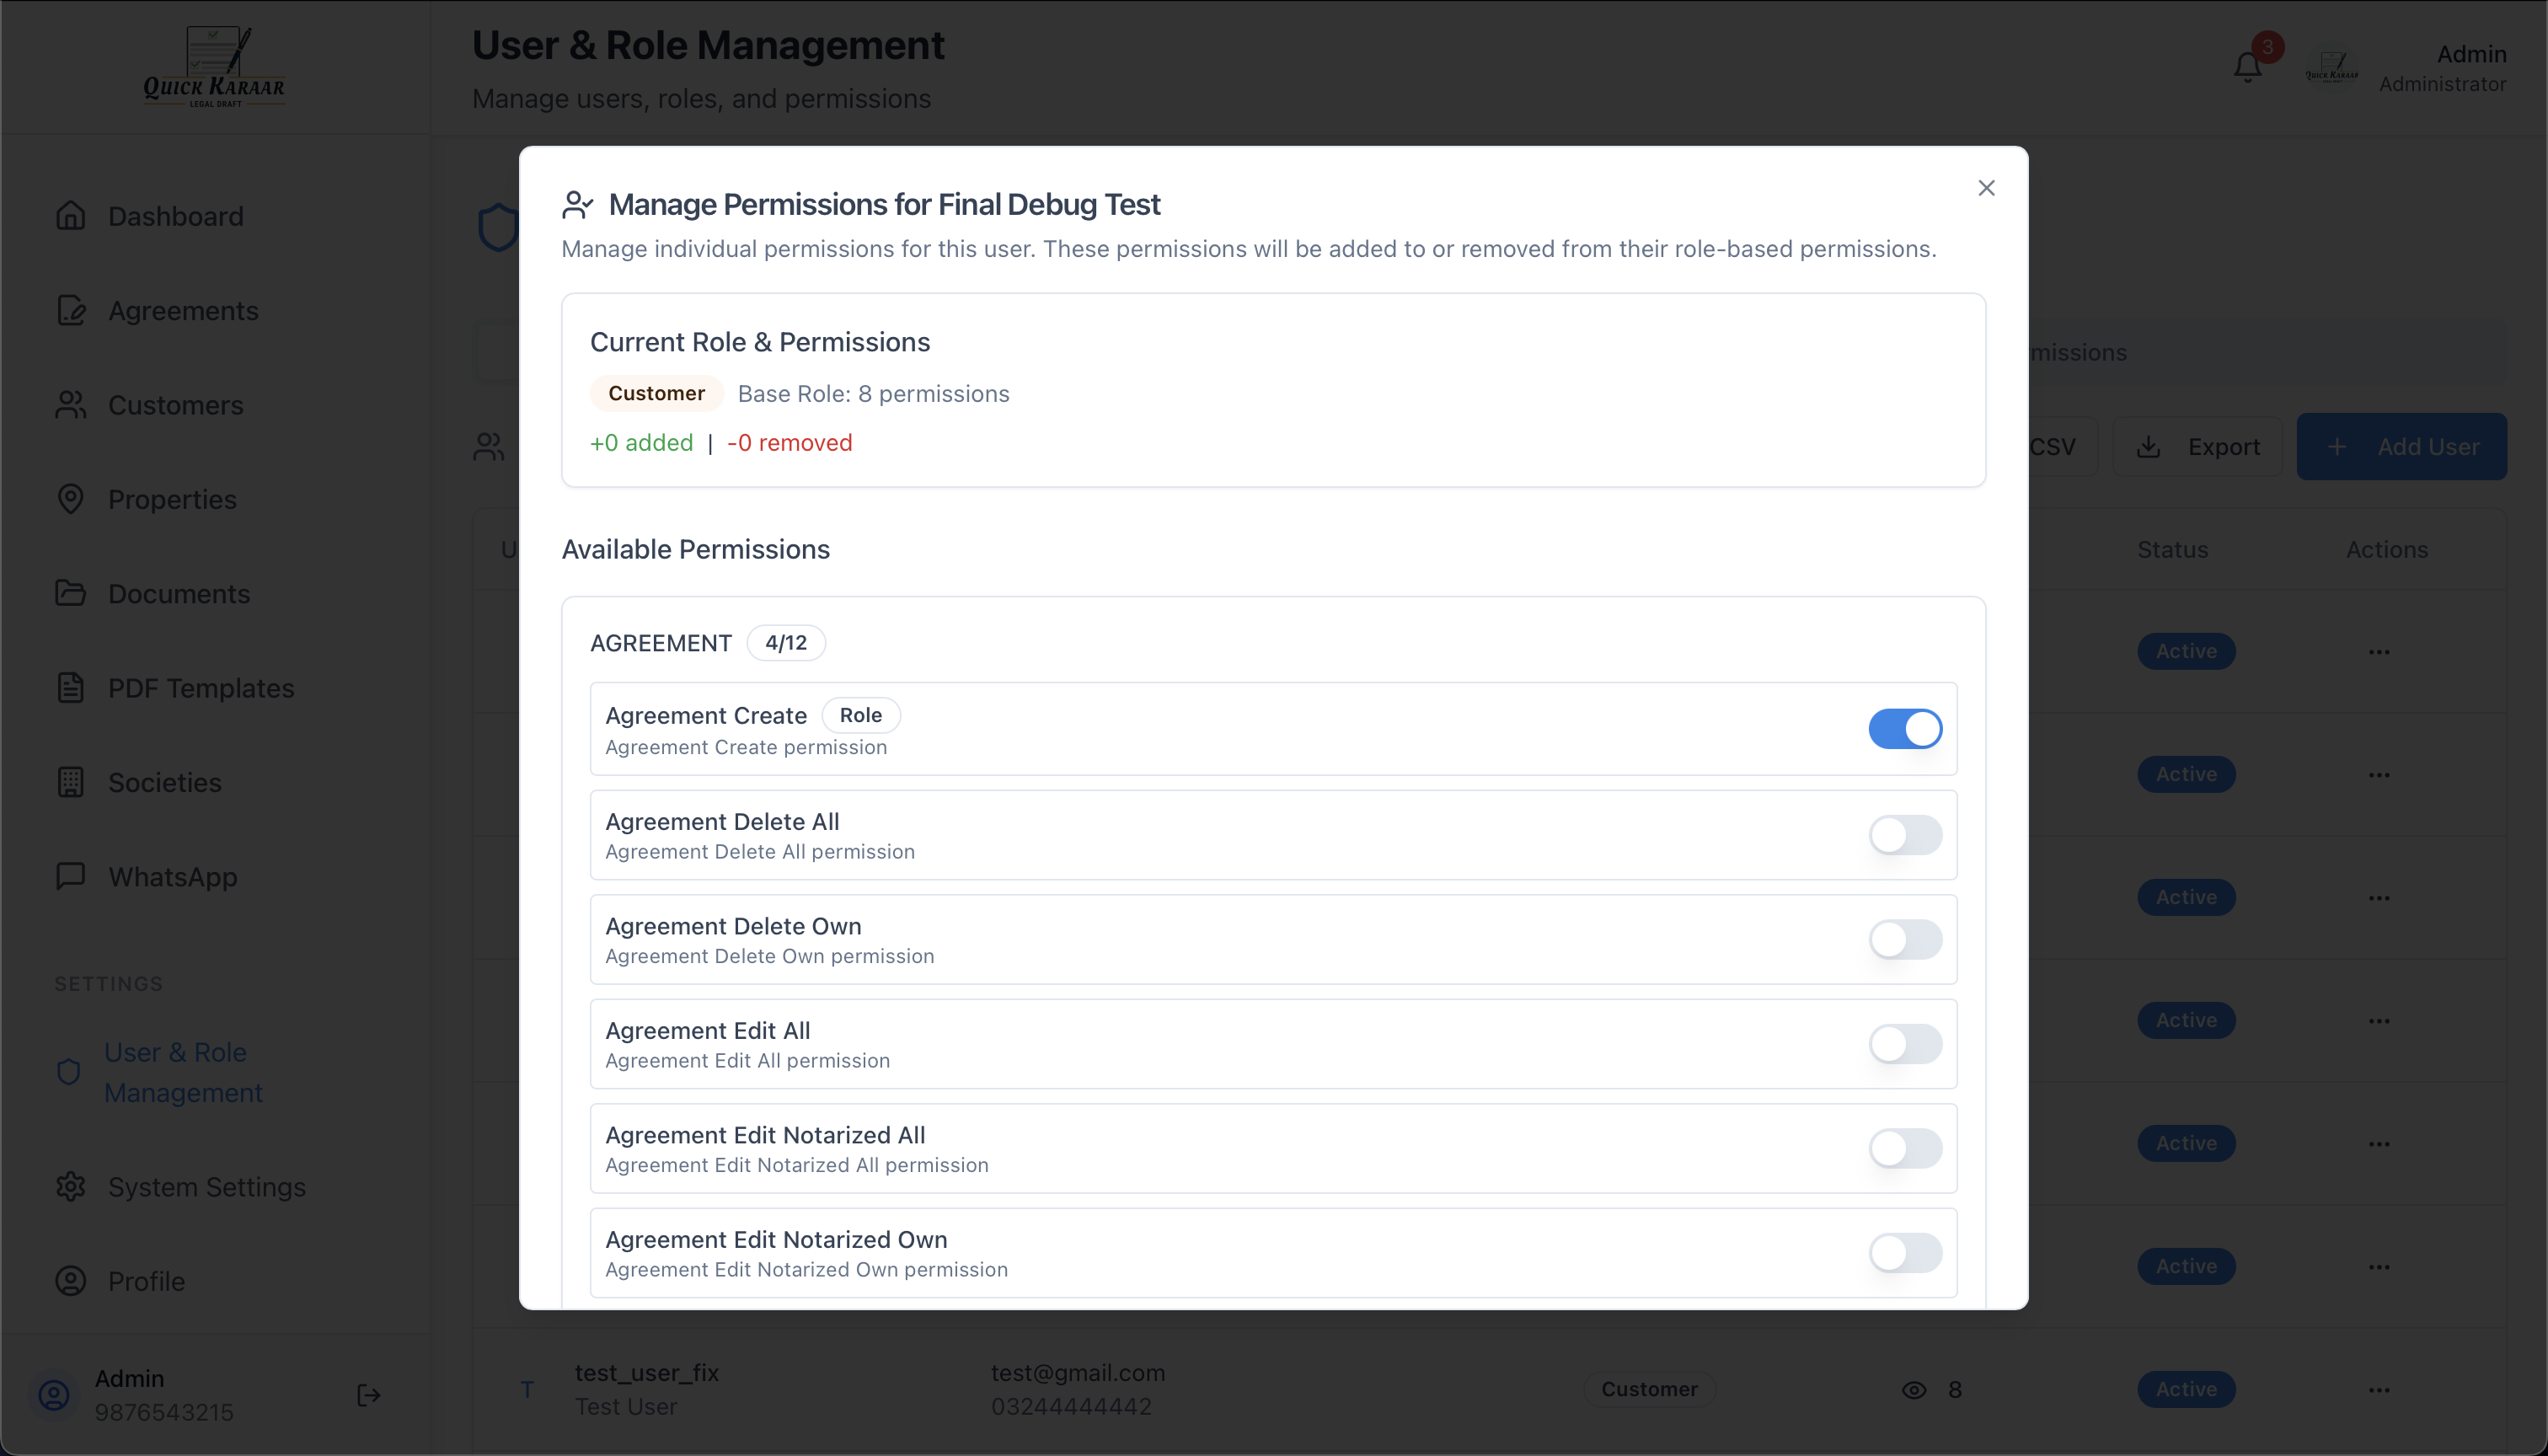 QUICK KARAAR
LEGAL DRAFT
User & Role Management
Manage users, roles, and permissions
3
QUICK KARAAR
Admin
Administrator
Dashboard
Agreements
Customers
Properties
Documents
PDF Templates
Societies
WhatsApp
SETTINGS
User & Role
Management
System Settings
Profile
Admin
9876543215
Manage Permissions for Final Debug Test
Manage individual permissions for this user. These permissions will be added to or removed from their role-based permissions.
Current Role & Permissions
Customer Base Role: 8 permissions
+0 added | -0 removed
Available Permissions
AGREEMENT 4/12
Agreement Create Role
Agreement Create permission
Agreement Delete All
Agreement Delete All permission
Agreement Delete Own
Agreement Delete Own permission
Agreement Edit All
Agreement Edit All permission
Agreement Edit Notarized All
Agreement Edit Notarized All permission
Agreement Edit Notarized Own
Agreement Edit Notarized Own permission
missions
CSV Export + Add User
U Status Actions
Active
Active
Active
Active
Active
Active
T test_user_fix test@gmail.com Customer 8 Active
Test User 03244444442